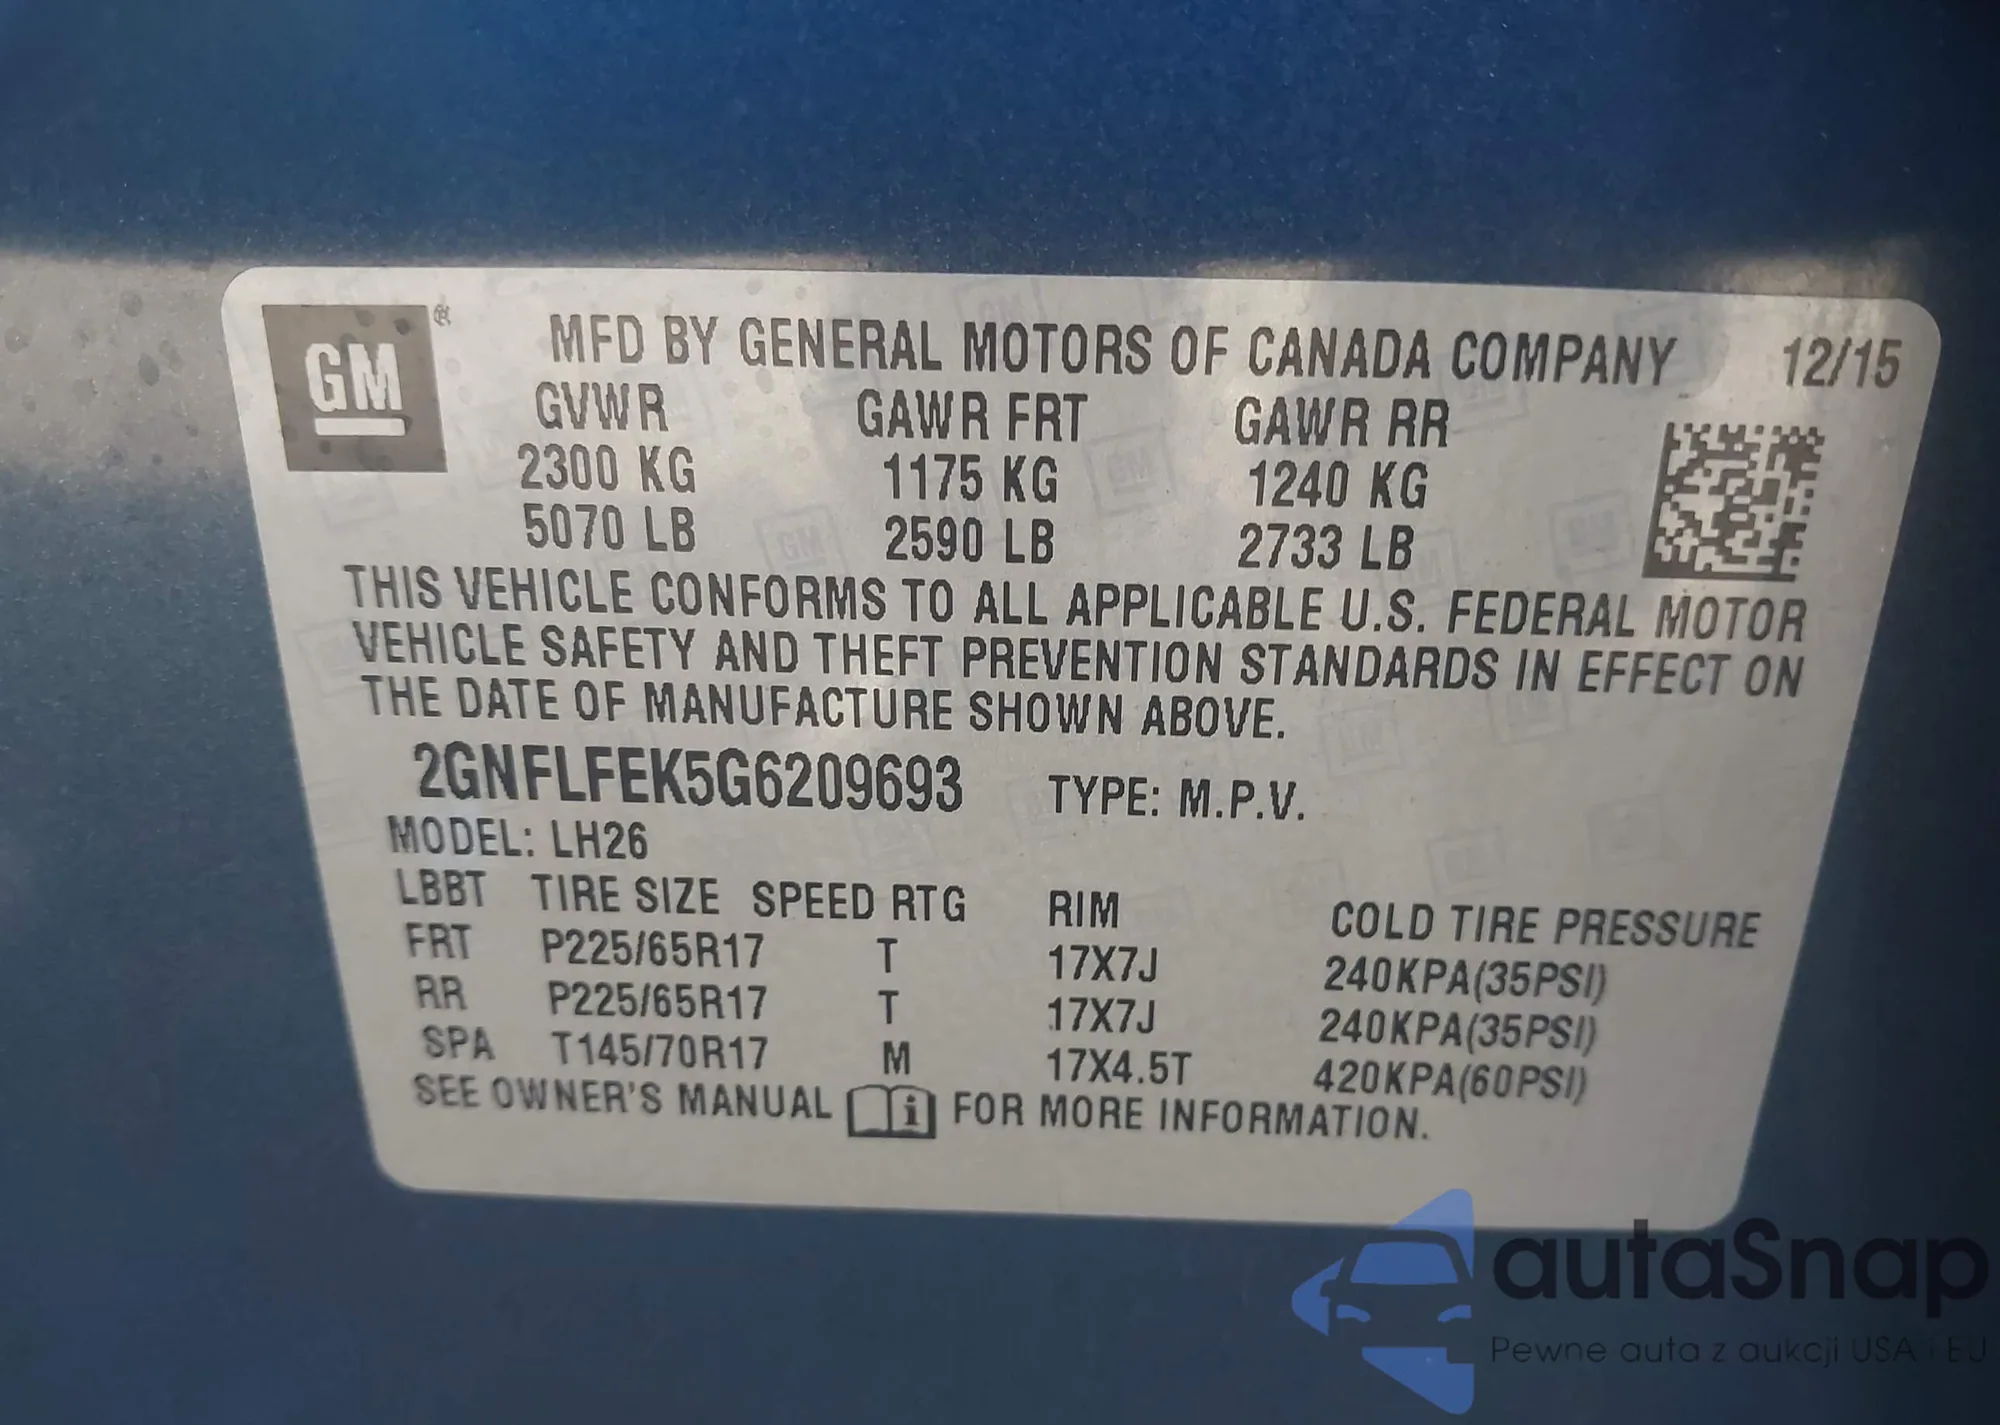 GM
®
MFD BY GENERAL MOTORS OF CANADA COMPANY 12/15
GVWR GAWR FRT GAWR RR
2300 KG 1175 KG 1240 KG
5070 LB 2590 LB 2733 LB
THIS VEHICLE CONFORMS TO ALL APPLICABLE U.S. FEDERAL MOTOR
VEHICLE SAFETY AND THEFT PREVENTION STANDARDS IN EFFECT ON
THE DATE OF MANUFACTURE SHOWN ABOVE.
2GNFLFEK5G6209693 TYPE: M.P.V.
MODEL: LH26
LBBT TIRE SIZE SPEED RTG RIM COLD TIRE PRESSURE
FRT P225/65R17 T 17X7J 240KPA(35PSI)
RR P225/65R17 T 17X7J 240KPA(35PSI)
SPA T145/70R17 M 17X4.5T 420KPA(60PSI)
SEE OWNER'S MANUAL i FOR MORE INFORMATION.
autaSnap
Pewne auta z aukcji USA i EU